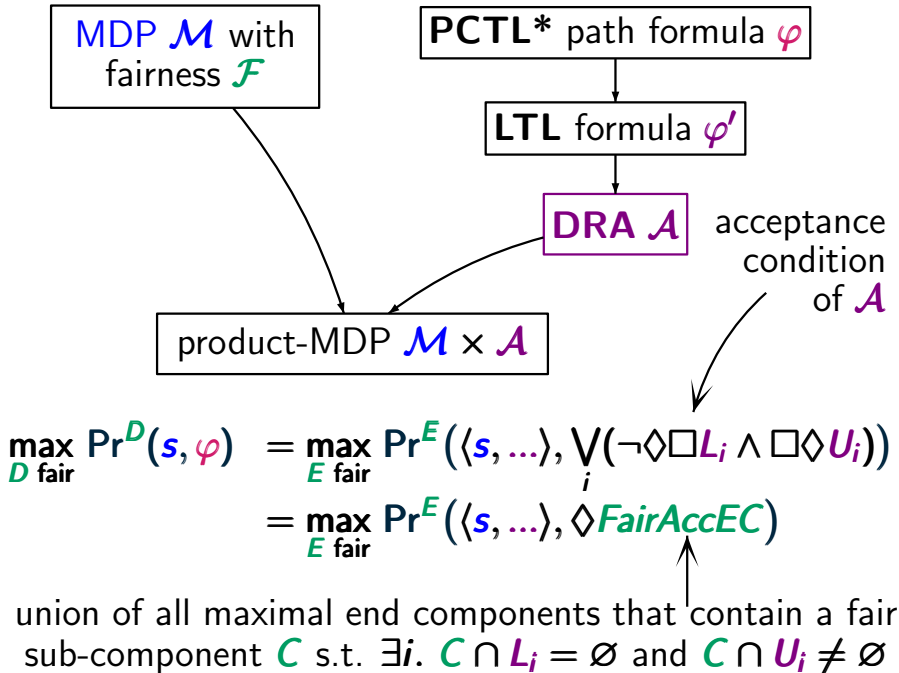 MDP ℳ with
fairness ℱ
PCTL* path formula φ
LTL formula φ′
DRA 𝒜
acceptance
condition
of 𝒜
product-MDP ℳ × 𝒜
max Pr^D(s, φ) = max Pr^E(⟨s, ...⟩, ⋁(¬◊□L_i ∧ □◊U_i))
D fair E fair i
= max Pr^E(⟨s, ...⟩, ◊FairAccEC)
E fair
union of all maximal end components that contain a fair
sub-component C s.t. ∃i. C ∩ L_i = ∅ and C ∩ U_i ≠ ∅